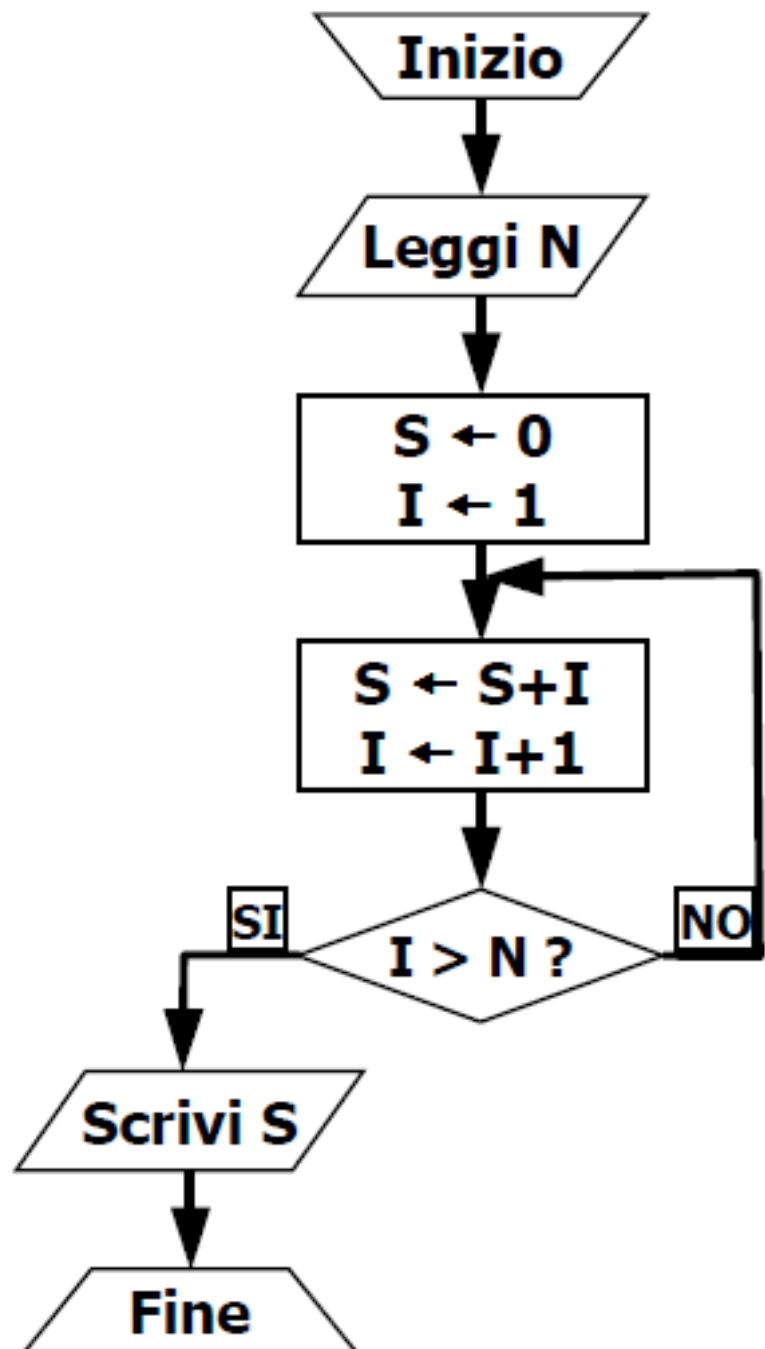 Inizio
Leggi N
S ← 0
I ← 1
S ← S+I
I ← I+1
SI
NO
I > N ?
Scrivi S
Fine